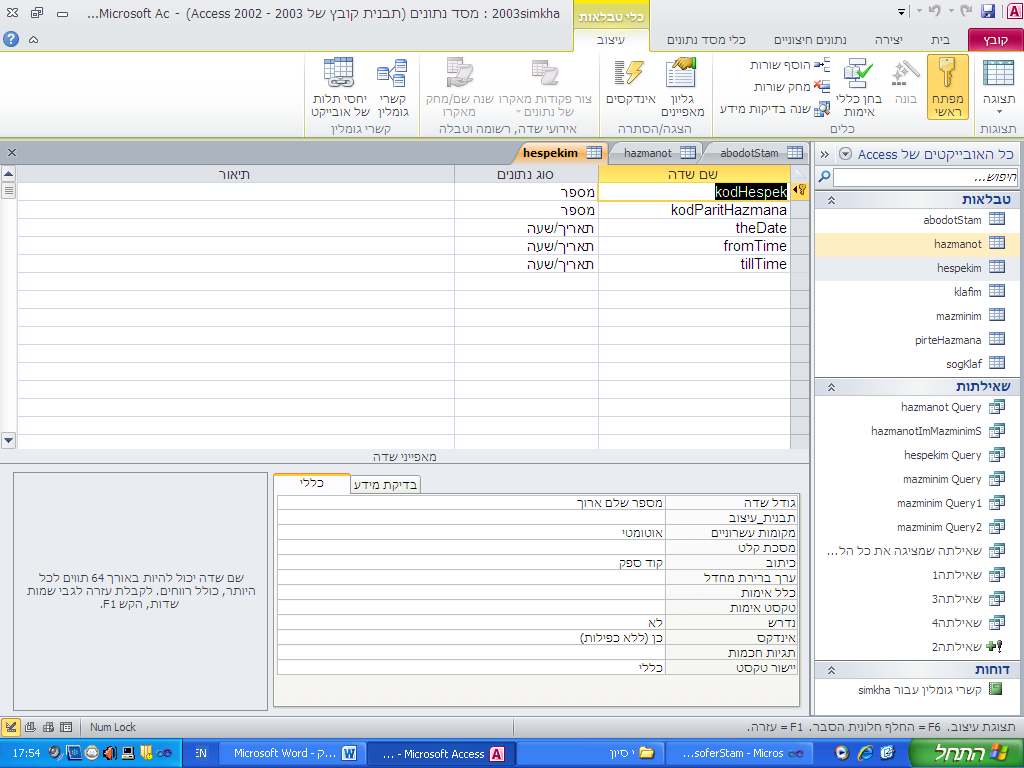 2003simkha : מסד נתונים (תבנית קובץ של Access 2002 - 2003) - Microsoft Ac...
כלי טבלאות
קובץ
בית
יצירה
נתונים חיצוניים
כלי מסד נתונים
עיצוב
תצוגה
מפתח ראשי
בונה
בחן כללי אימות
הוסף שורות
מחק שורות
שנה בדיקות מידע
גליון מאפיינים
אינדקסים
צור פקודות מאקרו של נתונים
שנה שם/מחק מאקרו
קשרי גומלין
יחסי תלות של אובייקט
תצוגות
כלים
הצגה/הסתרה
אירועי שדה, רשומה וטבלה
קשרי גומלין
כל האובייקטים של Access
חיפוש...
טבלאות
abodotStam
hazmanot
hespekim
klafim
mazminim
pirteHazmana
sogKlaf
שאילתות
hazmanot Query
hazmanotImMazminimS
hespekim Query
mazminim Query
mazminim Query1
mazminim Query2
שאילתה שמציגה את כל הל...
שאילתה1
שאילתה3
שאילתה4
שאילתה2
דוחות
קשרי גומלין עבור simkha
abodotStam
hazmanot
hespekim
שם שדה
סוג נתונים
תיאור
kodHespek
מספר
kodParitHazmana
מספר
theDate
תאריך/שעה
fromTime
תאריך/שעה
tillTime
תאריך/שעה
מאפייני שדה
כללי
בדיקת מידע
גודל שדה
מספר שלם ארוך
תבנית_עיצוב
מקומות עשרוניים
אוטומטי
מסכת קלט
כיתוב
קוד ספק
ערך ברירת מחדל
כלל אימות
טקסט אימות
נדרש
לא
אינדקס
כן (ללא כפילות)
תגיות חכמות
יישור טקסט
כללי
שם שדה יכול להיות באורך 64 תווים לכל
היותר, כולל רווחים. לקבלת עזרה לגבי שמות
שדות, הקש F1.
תצוגת עיצוב. F6 = החלף חלונית הסבר. F1 = עזרה.
Num Lock
התחל
soferStam - Micros...
י סיון
Microsoft Access - ...
ק... - Microsoft Word
EN
17:54